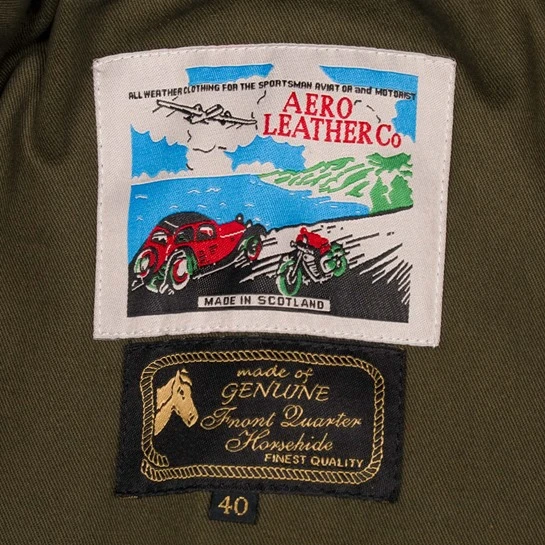 ALL WEATHER CLOTHING FOR THE SPORTSMAN AVIATOR and MOTORIST
AERO
LEATHER Co
MADE IN SCOTLAND
made of
GENUINE
Front Quarter
Horsehide
FINEST QUALITY
40